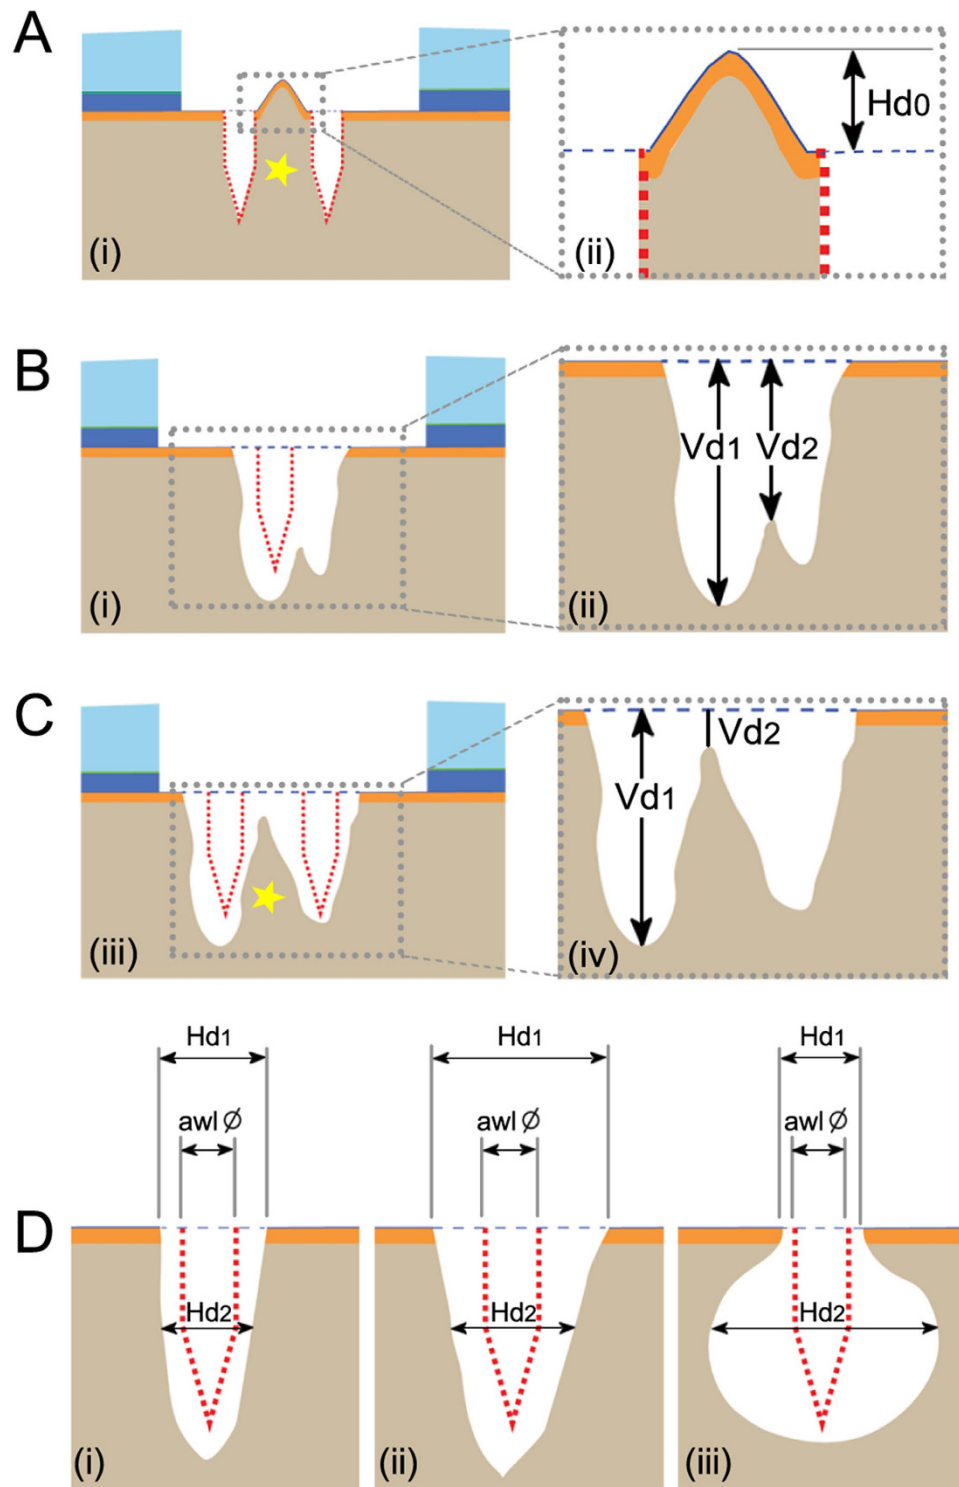 A
(i)
(ii)
Hd0
B
(i)
(ii)
Vd1
Vd2
C
(iii)
(iv)
Vd1
Vd2
D
Hd1
awl Ø
Hd2
(i)
Hd1
awl Ø
Hd2
(ii)
Hd1
awl Ø
Hd2
(iii)